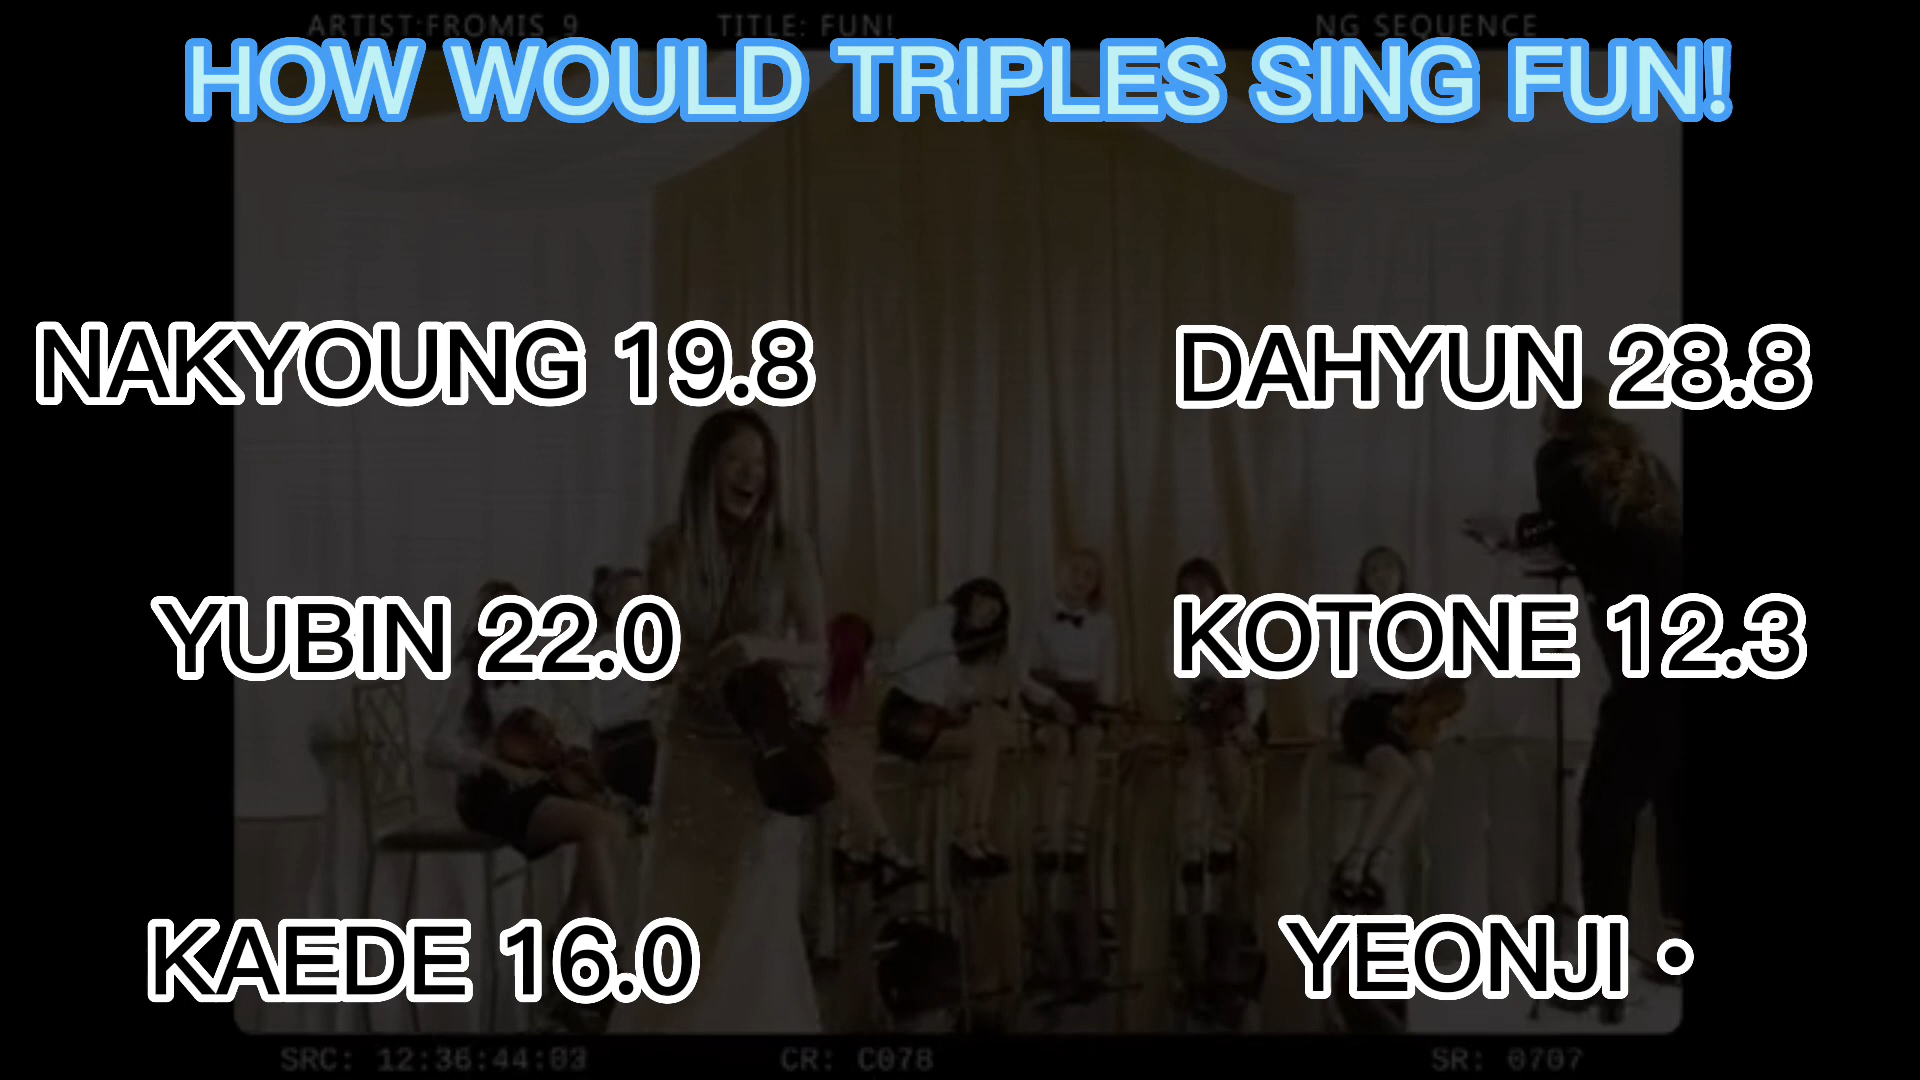 ARTIST:FROMIS_9 TITLE: FUN! NG SEQUENCE
HOW WOULD TRIPLES SING FUN!
NAKYOUNG 19.8 DAHYUN 28.8
YUBIN 22.0 KOTONE 12.3
KAEDE 16.0 YEONJI •
SRC: 12:36:44:03 CR: C078 SR: 0707